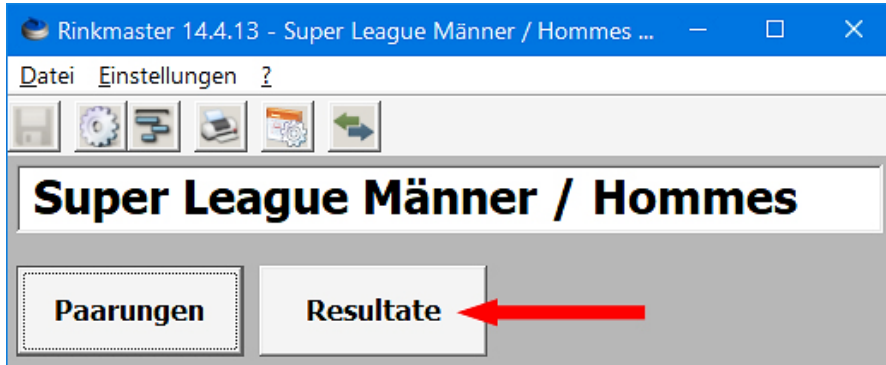 Rinkmaster 14.4.13 - Super League Männer / Hommes ...
Datei Einstellungen ?
Super League Männer / Hommes
Paarungen Resultate